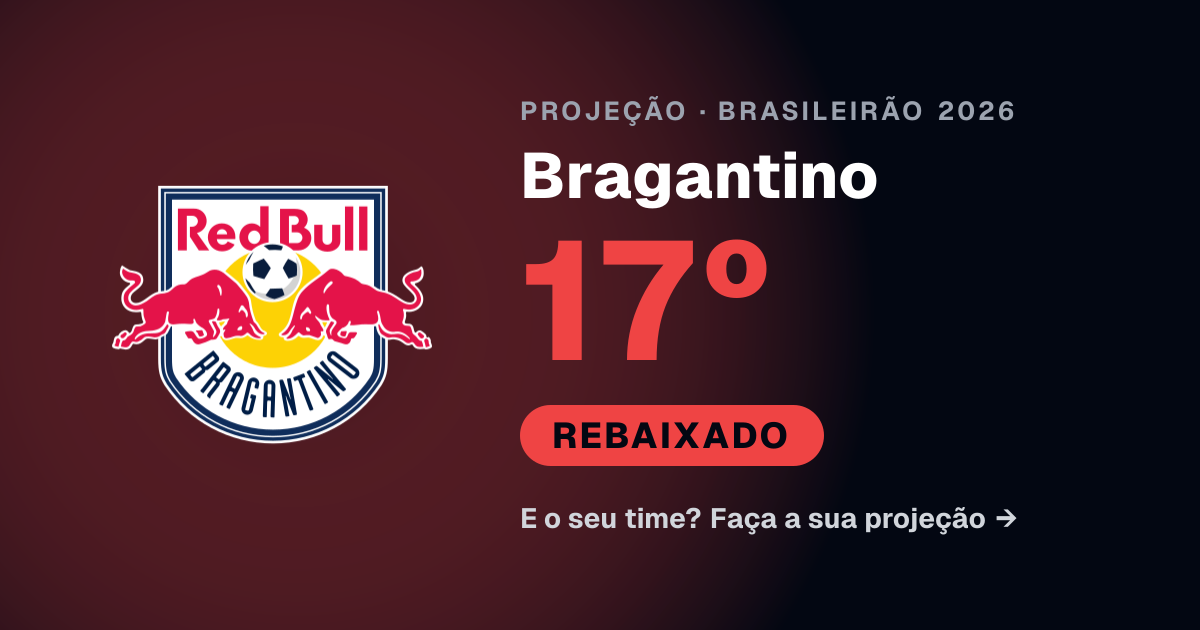 Red Bull
BRAGANTINO
PROJEÇÃO · BRASILEIRÃO 2026
Bragantino
17º
REBAIXADO
E o seu time? Faça a sua projeção →